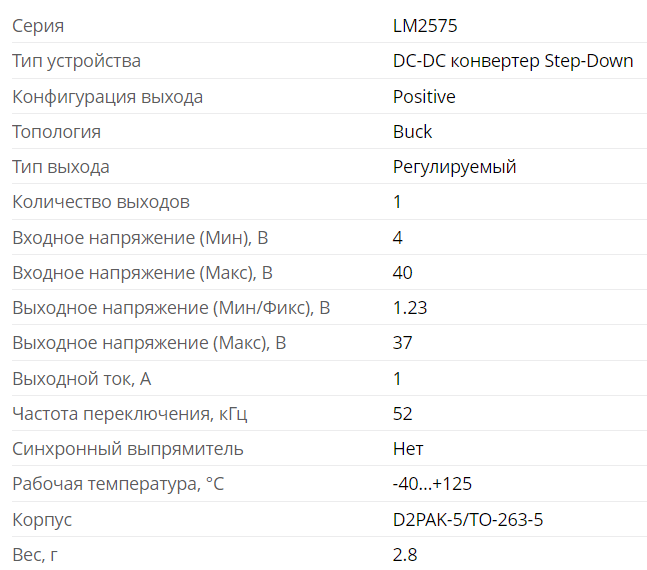 Серия LM2575
Тип устройства DC-DC конвертер Step-Down
Конфигурация выхода Positive
Топология Buck
Тип выхода Регулируемый
Количество выходов 1
Входное напряжение (Мин), В 4
Входное напряжение (Макс), В 40
Выходное напряжение (Мин/Фикс), В 1.23
Выходное напряжение (Макс), В 37
Выходной ток, А 1
Частота переключения, кГц 52
Синхронный выпрямитель Нет
Рабочая температура, °C -40...+125
Корпус D2PAK-5/TO-263-5
Вес, г 2.8